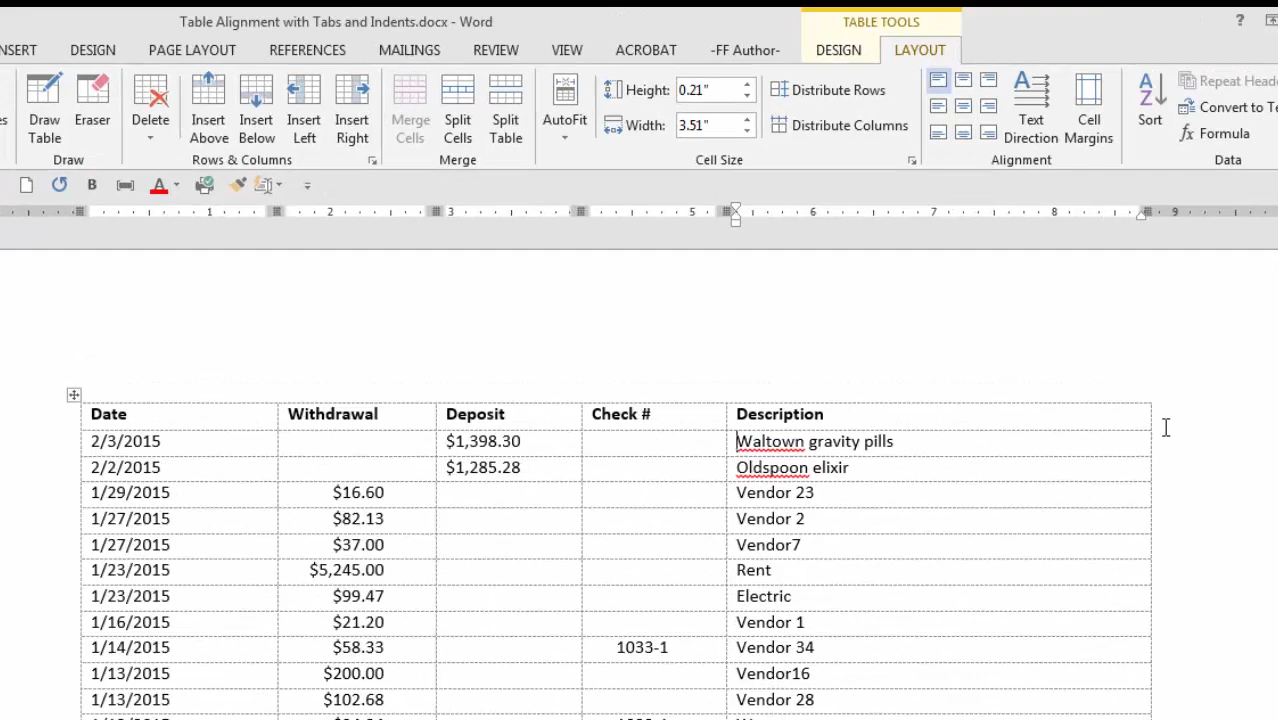 Table Alignment with Tabs and Indents.docx - Word
TABLE TOOLS
?
NSERT DESIGN PAGE LAYOUT REFERENCES MAILINGS REVIEW VIEW ACROBAT -FF Author- DESIGN LAYOUT
Draw Table
Eraser
Delete
Insert Above
Insert Below
Insert Left
Insert Right
Merge Cells
Split Cells
Split Table
AutoFit
Height: 0.21"
Width: 3.51"
Distribute Rows
Distribute Columns
Text Direction
Cell Margins
Sort
Repeat Heade
Convert to Te
Formula
Draw Rows & Columns Merge Cell Size Alignment Data
1 2 3 5 6 7 8 9
Date Withdrawal Deposit Check # Description
2/3/2015 $1,398.30 Waltown gravity pills
2/2/2015 $1,285.28 Oldspoon elixir
1/29/2015 $16.60 Vendor 23
1/27/2015 $82.13 Vendor 2
1/27/2015 $37.00 Vendor7
1/23/2015 $5,245.00 Rent
1/23/2015 $99.47 Electric
1/16/2015 $21.20 Vendor 1
1/14/2015 $58.33 1033-1 Vendor 34
1/13/2015 $200.00 Vendor16
1/13/2015 $102.68 Vendor 28